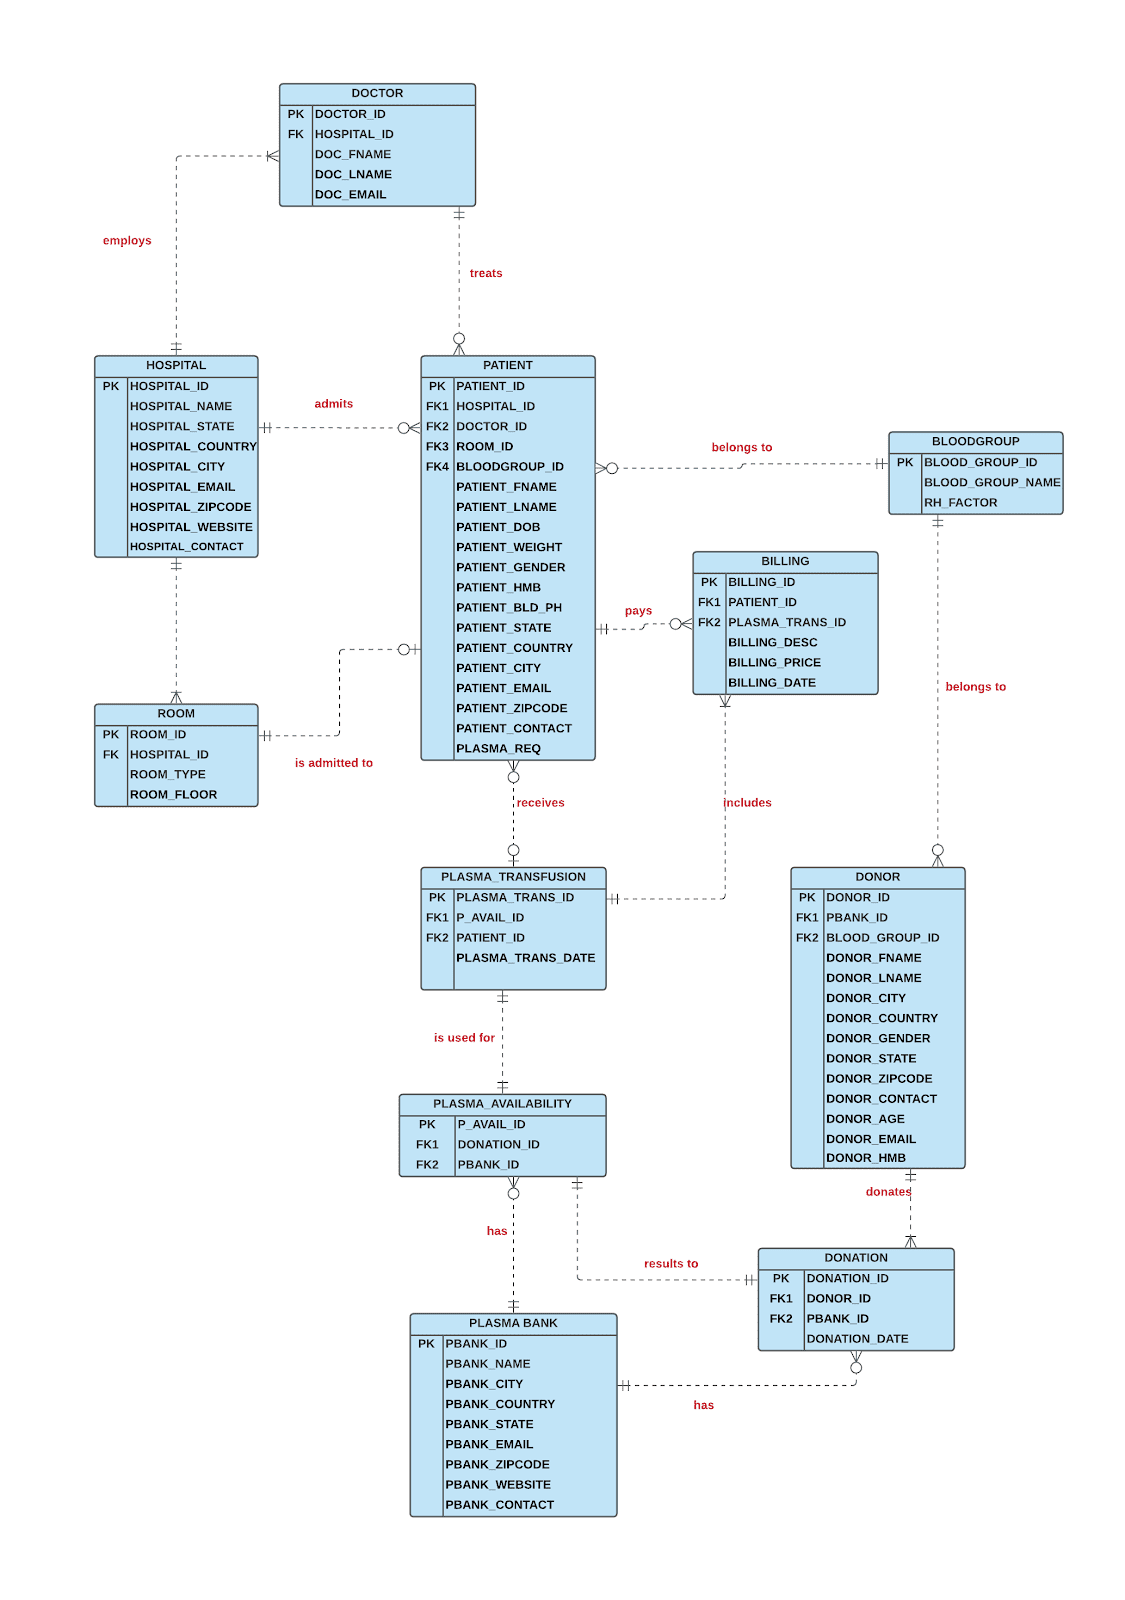 DOCTOR
PK DOCTOR_ID
FK HOSPITAL_ID
DOC_FNAME
DOC_LNAME
DOC_EMAIL
employs
treats
HOSPITAL
PK HOSPITAL_ID
HOSPITAL_NAME
HOSPITAL_STATE
HOSPITAL_COUNTRY
HOSPITAL_CITY
HOSPITAL_EMAIL
HOSPITAL_ZIPCODE
HOSPITAL_WEBSITE
HOSPITAL_CONTACT
admits
PATIENT
PK PATIENT_ID
FK1 HOSPITAL_ID
FK2 DOCTOR_ID
FK3 ROOM_ID
FK4 BLOODGROUP_ID
PATIENT_FNAME
PATIENT_LNAME
PATIENT_DOB
PATIENT_WEIGHT
PATIENT_GENDER
PATIENT_HMB
PATIENT_BLD_PH
PATIENT_STATE
PATIENT_COUNTRY
PATIENT_CITY
PATIENT_EMAIL
PATIENT_ZIPCODE
PATIENT_CONTACT
PLASMA_REQ
belongs to
BLOODGROUP
PK BLOOD_GROUP_ID
BLOOD_GROUP_NAME
RH_FACTOR
pays
BILLING
PK BILLING_ID
FK1 PATIENT_ID
FK2 PLASMA_TRANS_ID
BILLING_DESC
BILLING_PRICE
BILLING_DATE
belongs to
ROOM
PK ROOM_ID
FK HOSPITAL_ID
ROOM_TYPE
ROOM_FLOOR
is admitted to
receives
includes
PLASMA_TRANSFUSION
PK PLASMA_TRANS_ID
FK1 P_AVAIL_ID
FK2 PATIENT_ID
PLASMA_TRANS_DATE
DONOR
PK DONOR_ID
FK1 PBANK_ID
FK2 BLOOD_GROUP_ID
DONOR_FNAME
DONOR_LNAME
DONOR_CITY
DONOR_COUNTRY
DONOR_GENDER
DONOR_STATE
DONOR_ZIPCODE
DONOR_CONTACT
DONOR_AGE
DONOR_EMAIL
DONOR_HMB
is used for
PLASMA_AVAILABILITY
PK P_AVAIL_ID
FK1 DONATION_ID
FK2 PBANK_ID
donates
has
results to
DONATION
PK DONATION_ID
FK1 DONOR_ID
FK2 PBANK_ID
DONATION_DATE
PLASMA BANK
PK PBANK_ID
PBANK_NAME
PBANK_CITY
PBANK_COUNTRY
PBANK_STATE
PBANK_EMAIL
PBANK_ZIPCODE
PBANK_WEBSITE
PBANK_CONTACT
has